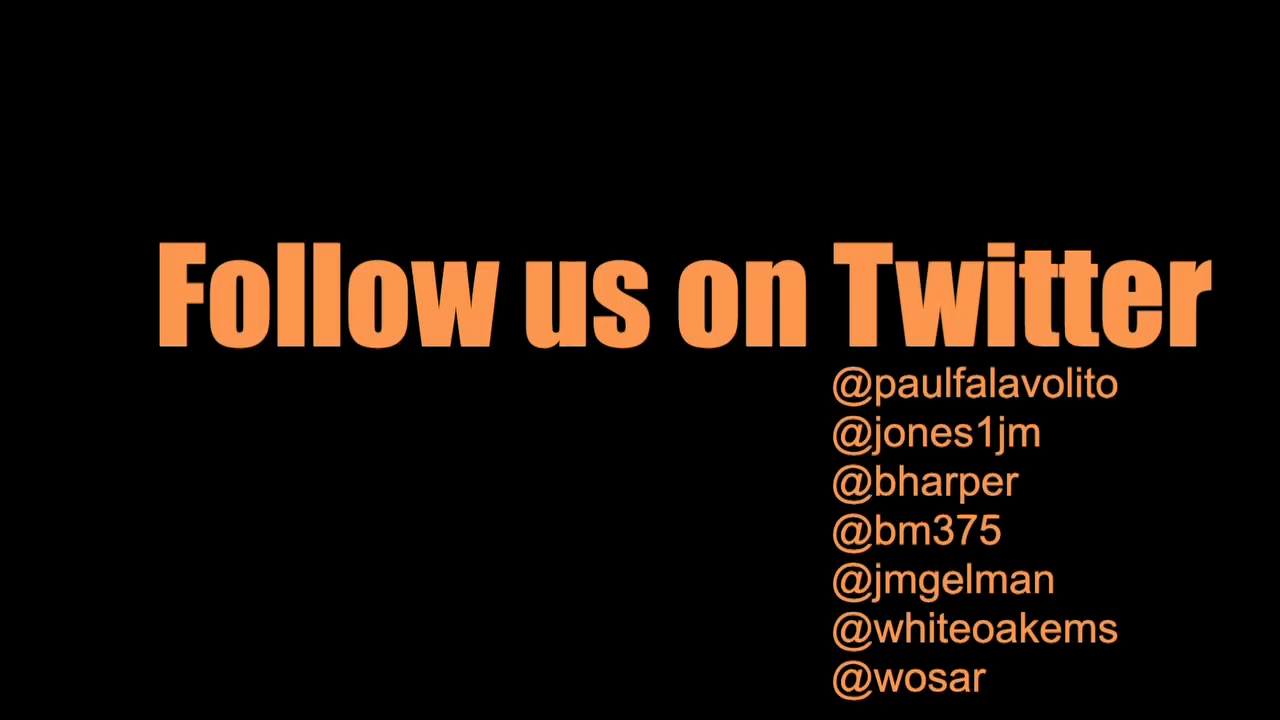 Follow us on Twitter
@paulfalavolito
@jones1jm
@bharper
@bm375
@jmgelman
@whiteoakems
@wosar